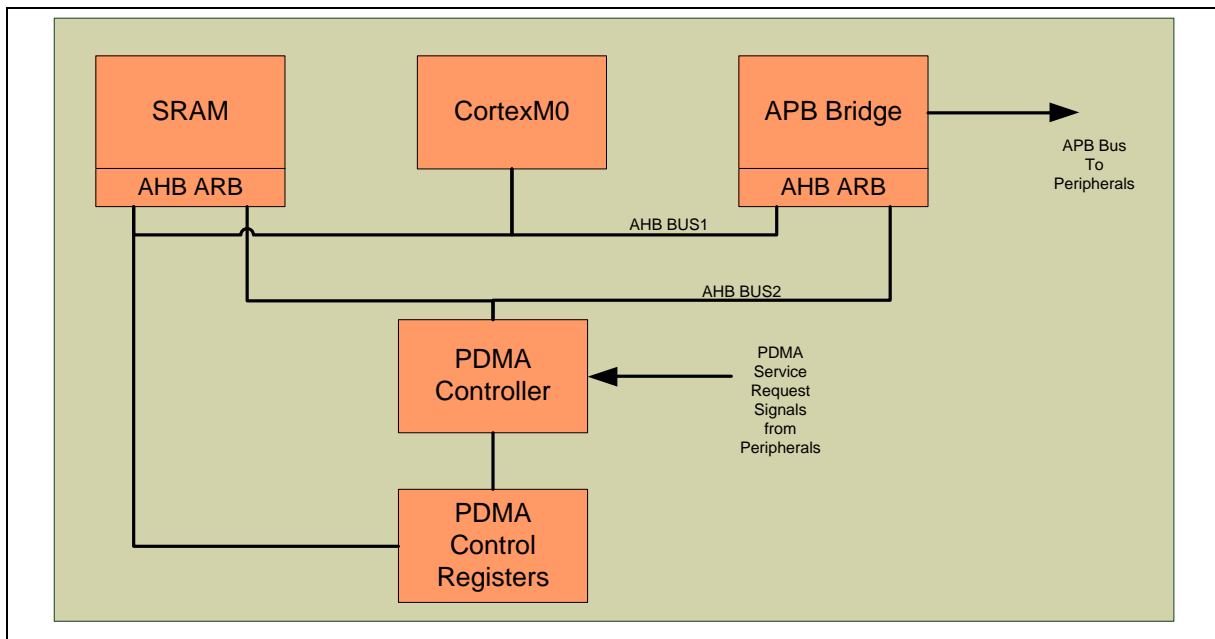 SRAM
AHB ARB
CortexM0
APB Bridge
AHB ARB
APB Bus
To
Peripherals
AHB BUS1
AHB BUS2
PDMA
Controller
PDMA
Service
Request
Signals
from
Peripherals
PDMA
Control
Registers